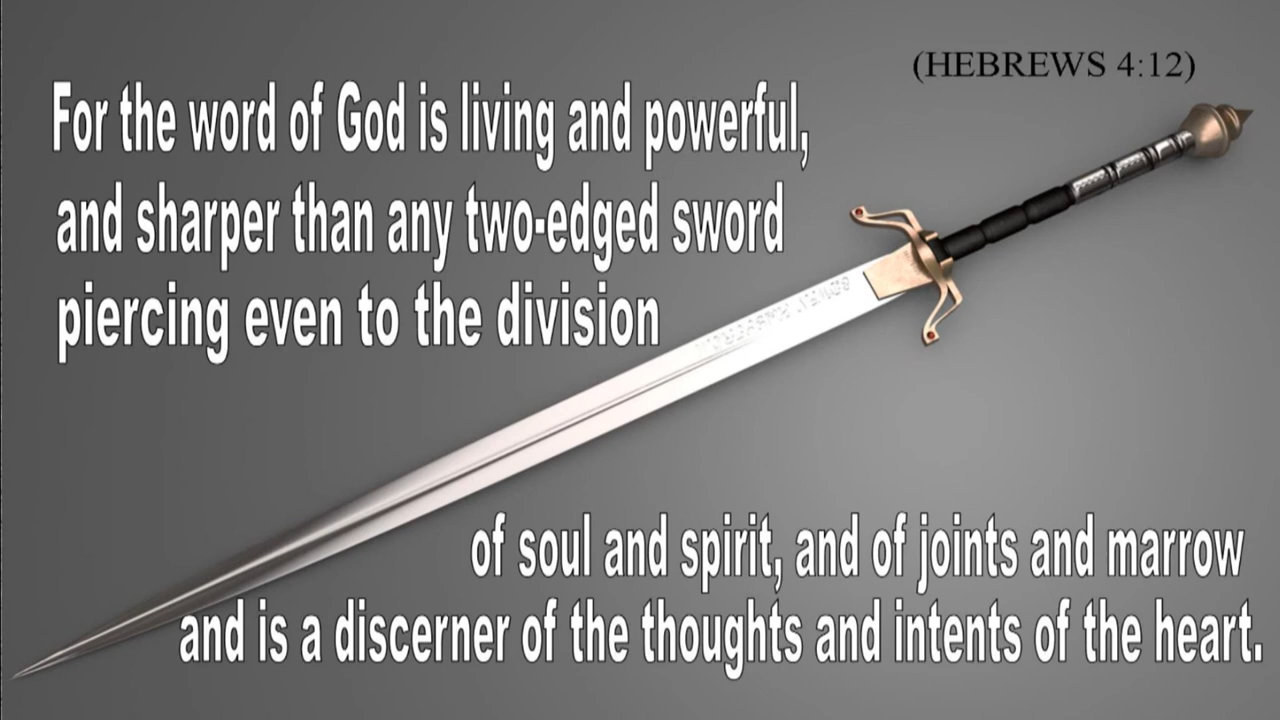 (HEBREWS 4:12)
For the word of God is living and powerful,
and sharper than any two-edged sword
piercing even to the division
of soul and spirit, and of joints and marrow
and is a discerner of the thoughts and intents of the heart.